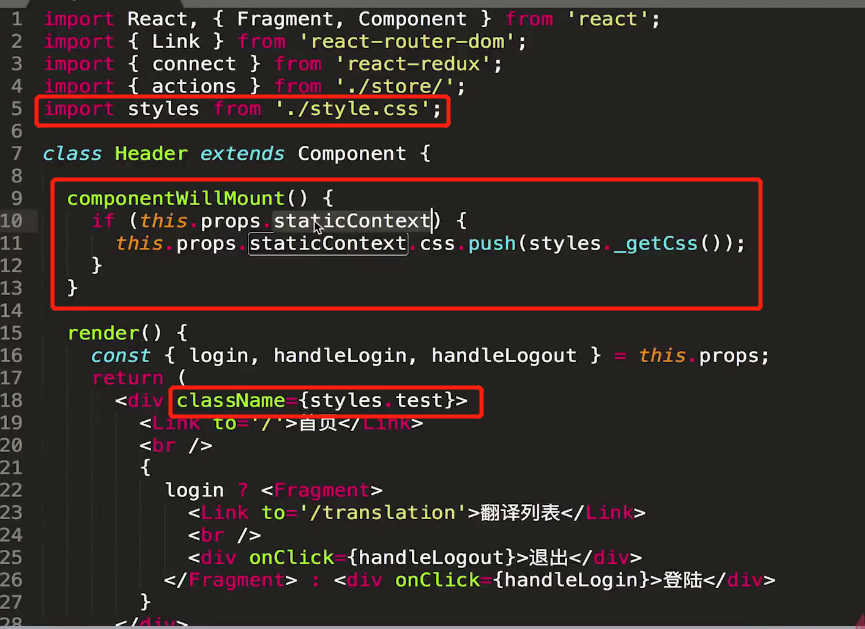 1 import React, { Fragment, Component } from 'react';
2 import { Link } from 'react-router-dom';
3 import { connect } from 'react-redux';
4 import { actions } from './store/';
5 import styles from './style.css';
6
7 class Header extends Component {
8
9 componentWillMount() {
10 if (this.props.staticContext) {
11 this.props.staticContext.css.push(styles._getCss());
12 }
13 }
14
15 render() {
16 const { login, handleLogin, handleLogout } = this.props;
17 return (
18 <div className={styles.test}>
19 <Link to='/'>首页</Link>
20 <br />
21 {
22 login ? <Fragment>
23 <Link to='/translation'>翻译列表</Link>
24 <br />
25 <div onClick={handleLogout}>退出</div>
26 </Fragment> : <div onClick={handleLogin}>登陆</div>
27 }
28 </div>